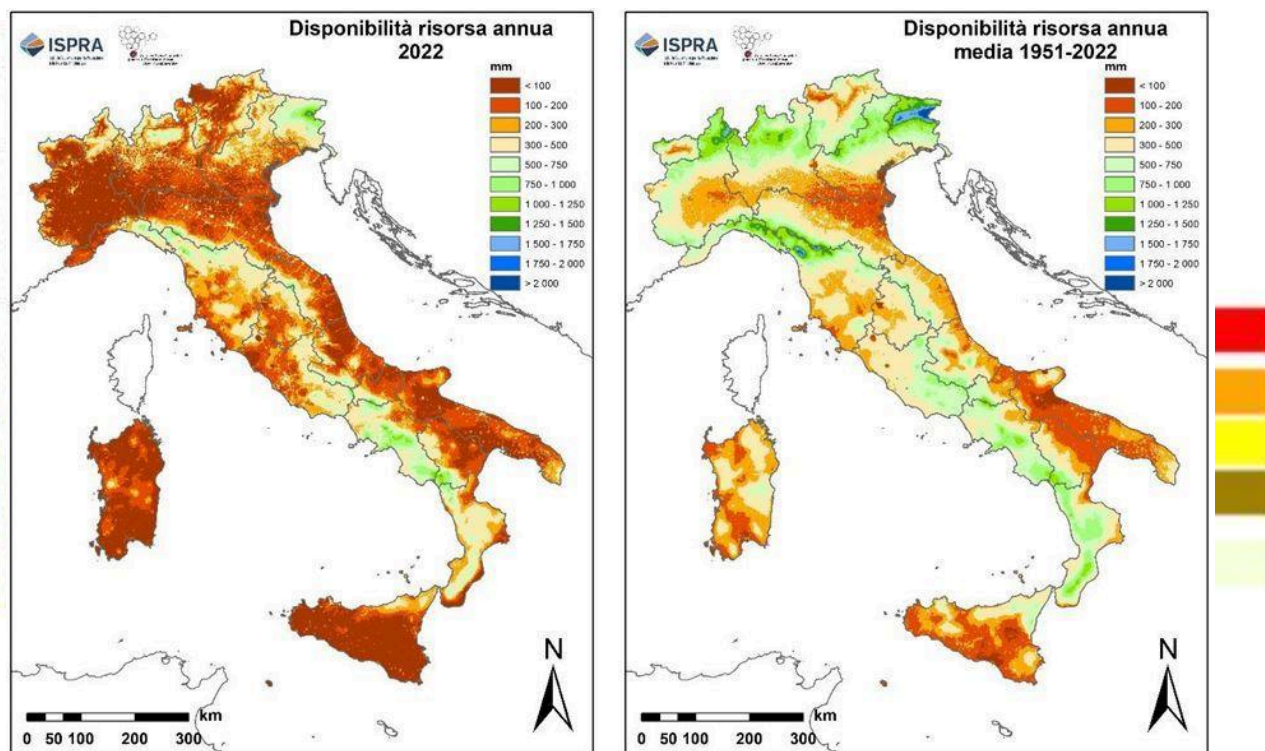 ISPRA
Disponibilità risorsa annua
2022
mm
< 100
100 - 200
200 - 300
300 - 500
500 - 750
750 - 1 000
1 000 - 1 250
1 250 - 1 500
1 500 - 1 750
1 750 - 2 000
> 2 000
N
km
0 50 100 200 300
ISPRA
Disponibilità risorsa annua
media 1951-2022
mm
< 100
100 - 200
200 - 300
300 - 500
500 - 750
750 - 1 000
1 000 - 1 250
1 250 - 1 500
1 500 - 1 750
1 750 - 2 000
> 2 000
N
km
0 50 100 200 300